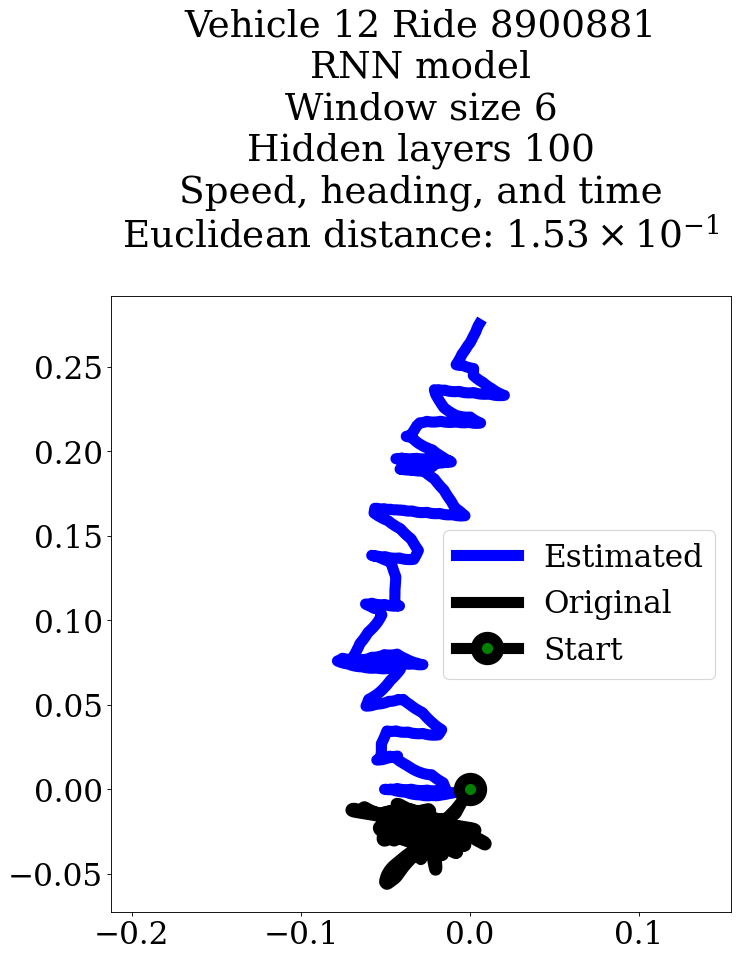 Vehicle 12 Ride 8900881
RNN model
Window size 6
Hidden layers 100
Speed, heading, and time
Euclidean distance: 1.53 × 10⁻¹
0.25
0.20
0.15
0.10
0.05
0.00
−0.05
Estimated
Original
Start
−0.2
−0.1
0.0
0.1